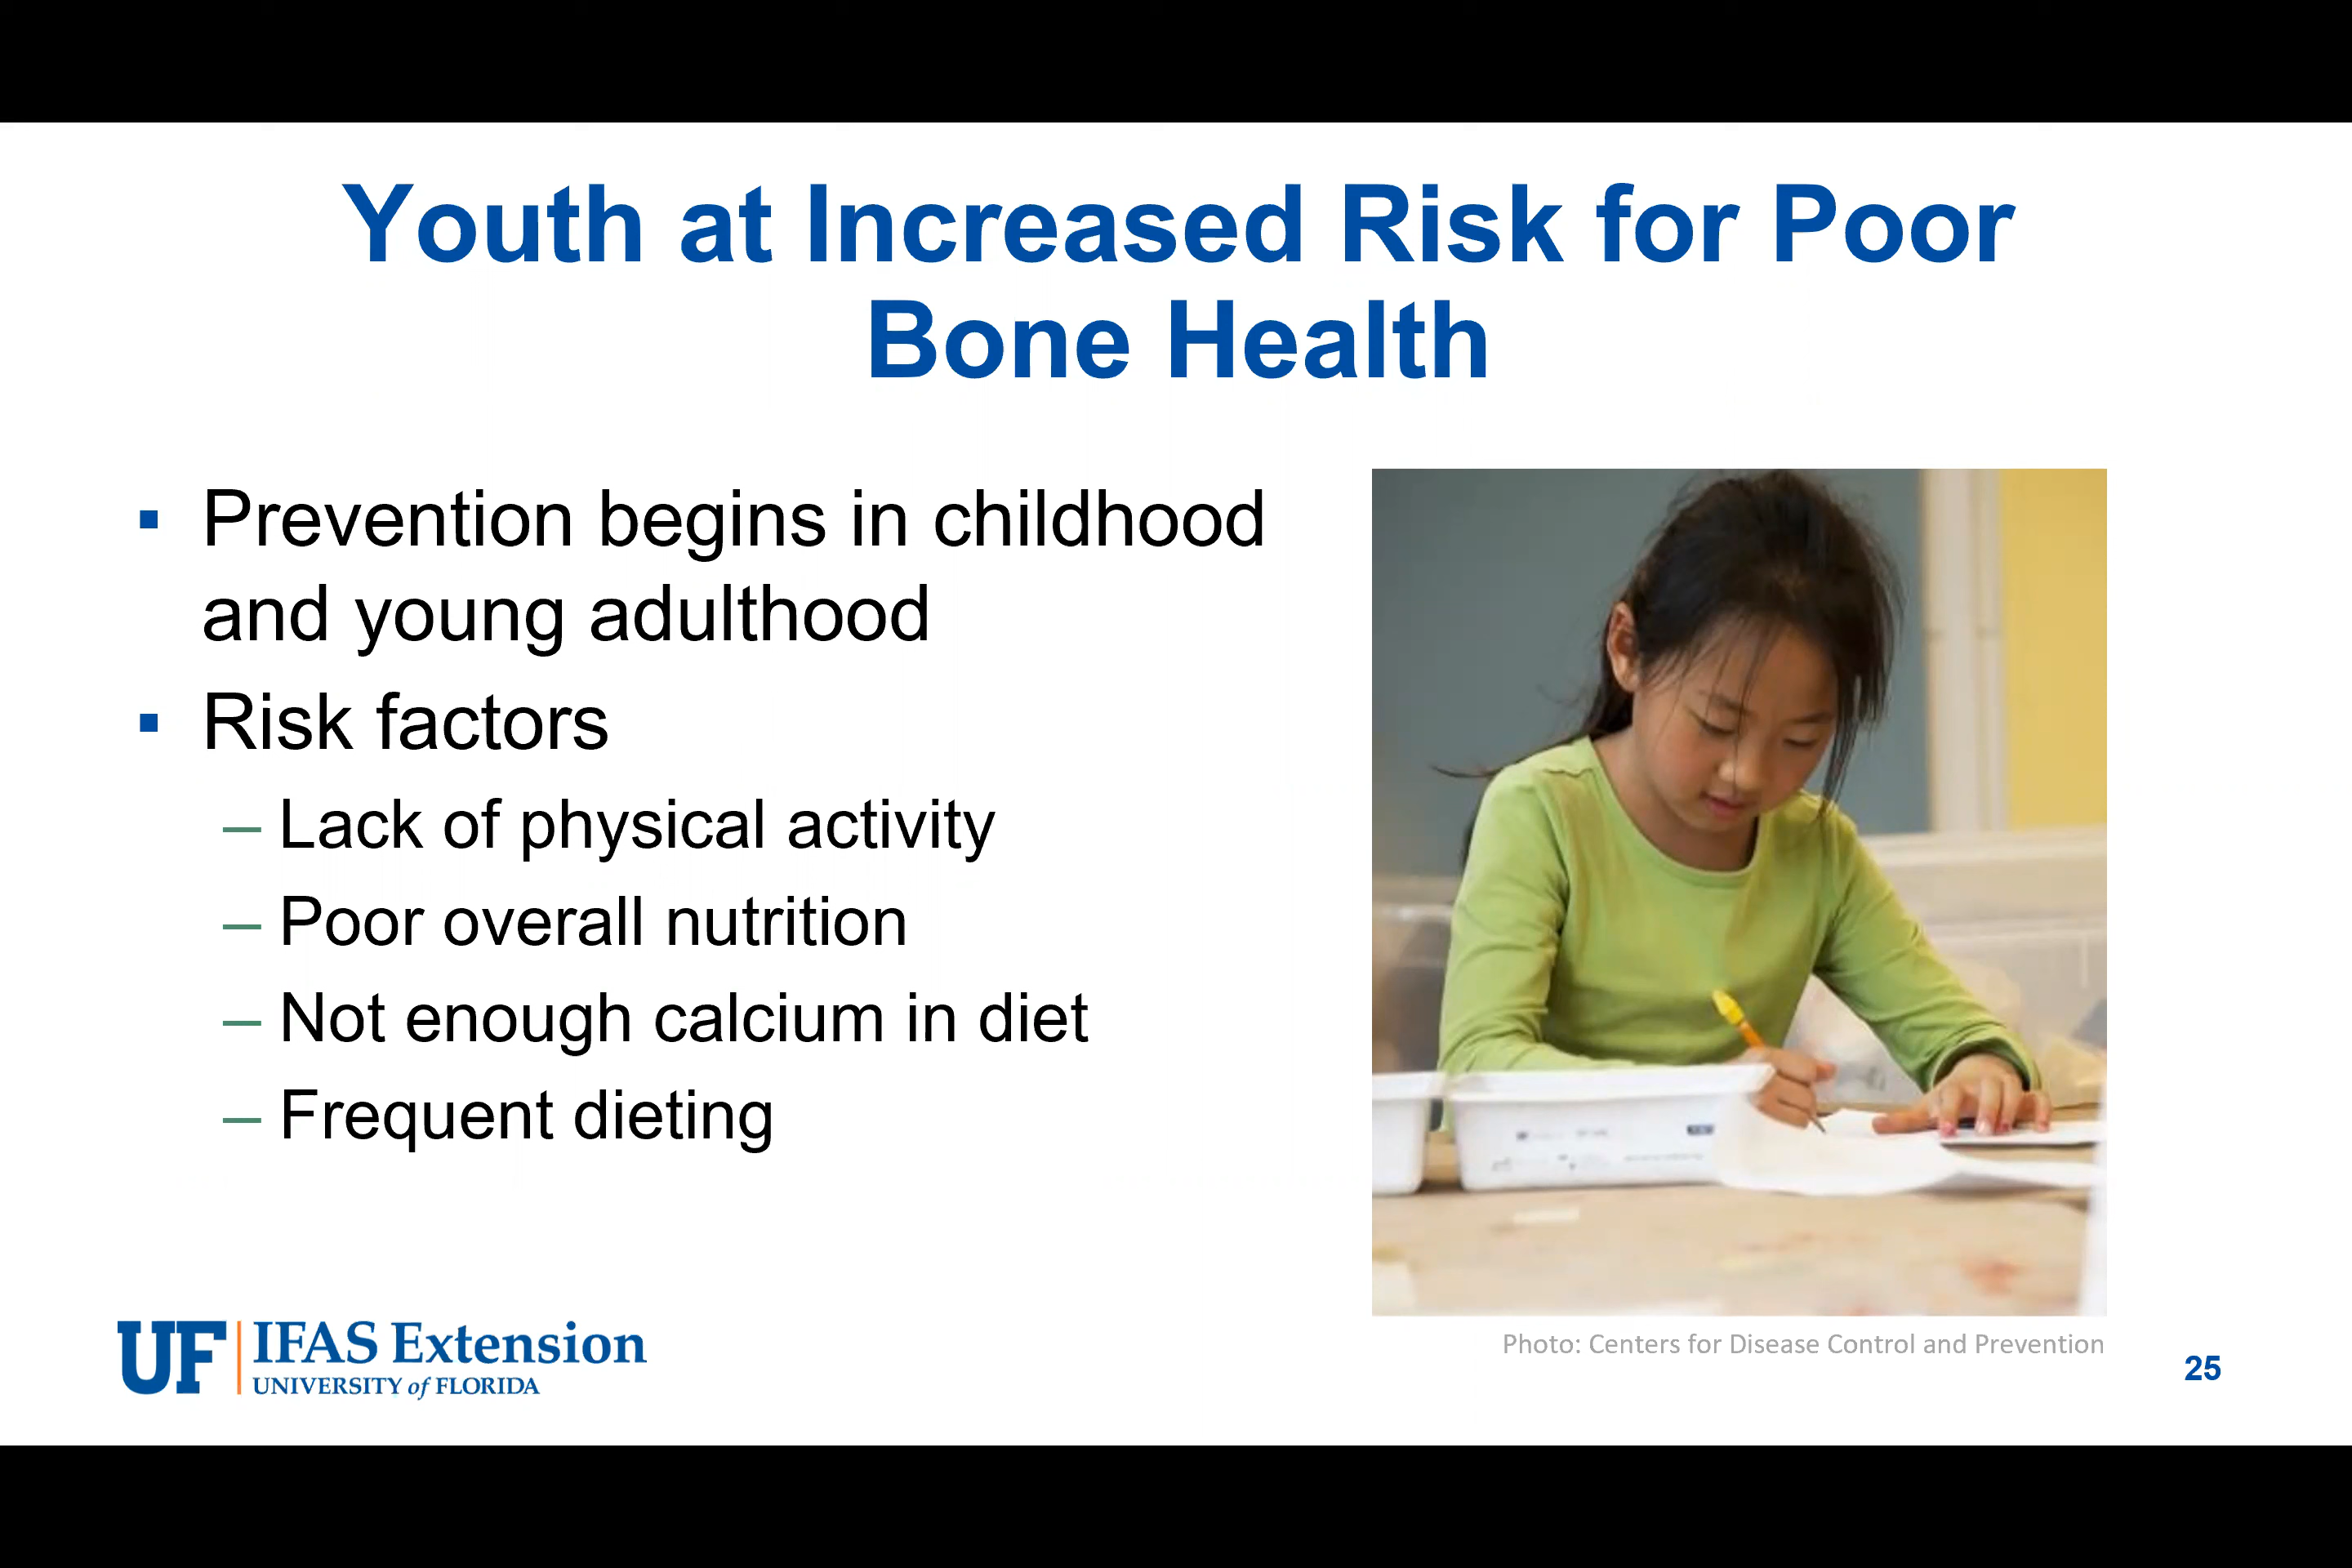 Youth at Increased Risk for Poor
Bone Health
▪ Prevention begins in childhood
and young adulthood
▪ Risk factors
– Lack of physical activity
– Poor overall nutrition
– Not enough calcium in diet
– Frequent dieting
UF IFAS Extension
UNIVERSITY of FLORIDA
Photo: Centers for Disease Control and Prevention
25